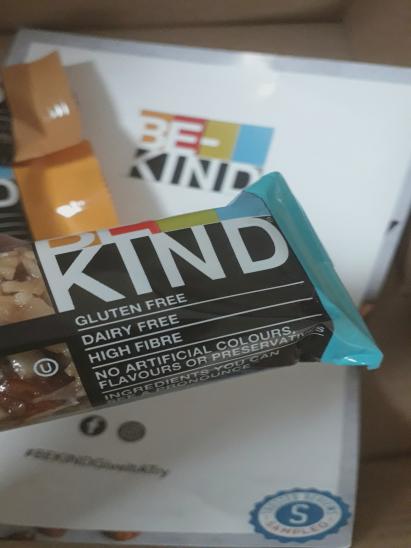 BE-
KIND
D
BE-
KIND
GLUTEN FREE
DAIRY FREE
HIGH FIBRE
NO ARTIFICIAL COLOURS,
FLAVOURS OR PRESERVATIVES
INGREDIENTS YOU CAN
SEE & PRONOUNCE
U
#BEKINDGiveItATry
S
SAMPLED